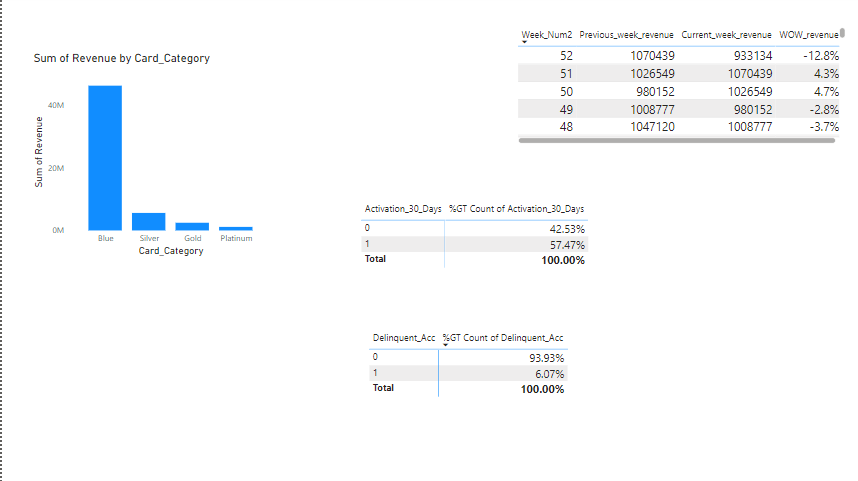 Sum of Revenue by Card_Category
Sum of Revenue
40M
20M
0M
Blue Silver Gold Platinum
Card_Category
Week_Num2 Previous_week_revenue Current_week_revenue WOW_revenue
52 1070439 933134 -12.8%
51 1026549 1070439 4.3%
50 980152 1026549 4.7%
49 1008777 980152 -2.8%
48 1047120 1008777 -3.7%
Activation_30_Days %GT Count of Activation_30_Days
0 42.53%
1 57.47%
Total 100.00%
Delinquent_Acc %GT Count of Delinquent_Acc
0 93.93%
1 6.07%
Total 100.00%